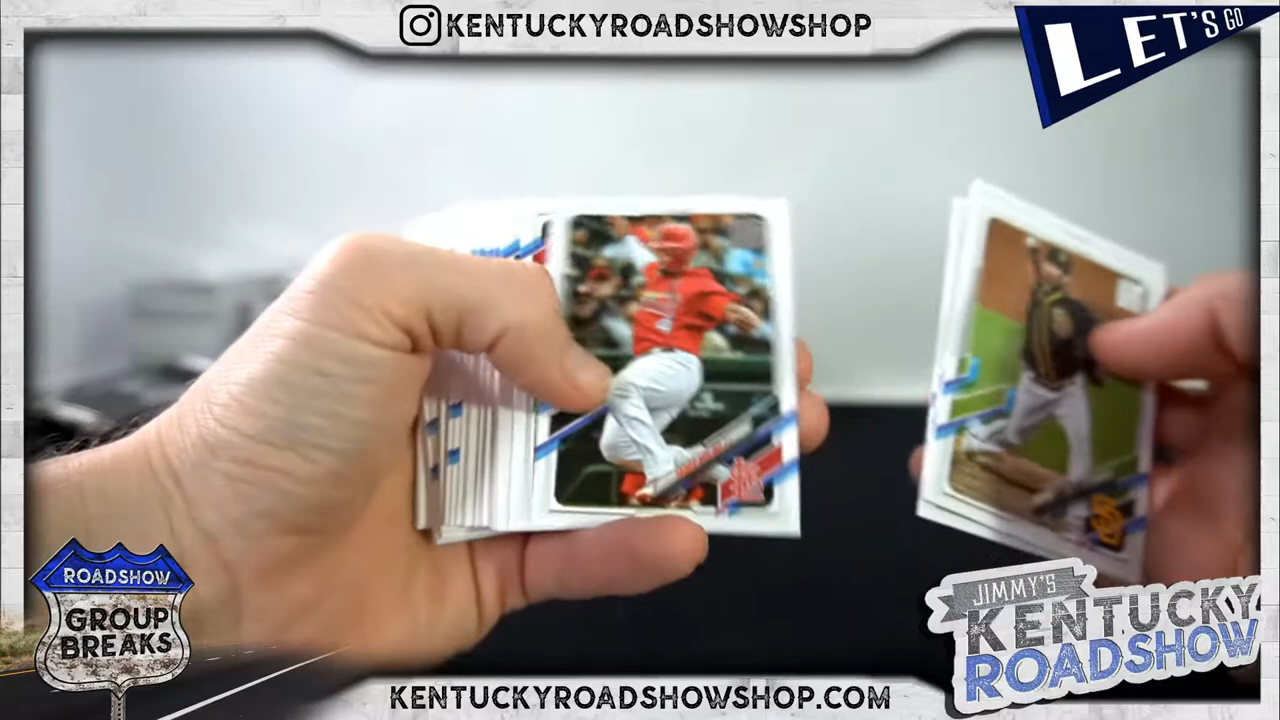 KENTUCKYROADSHOWSHOP
LET'S GO
ROADSHOW
GROUP
BREAKS
JIMMY'S
KENTUCKY
ROADSHOW
KENTUCKYROADSHOWSHOP.COM